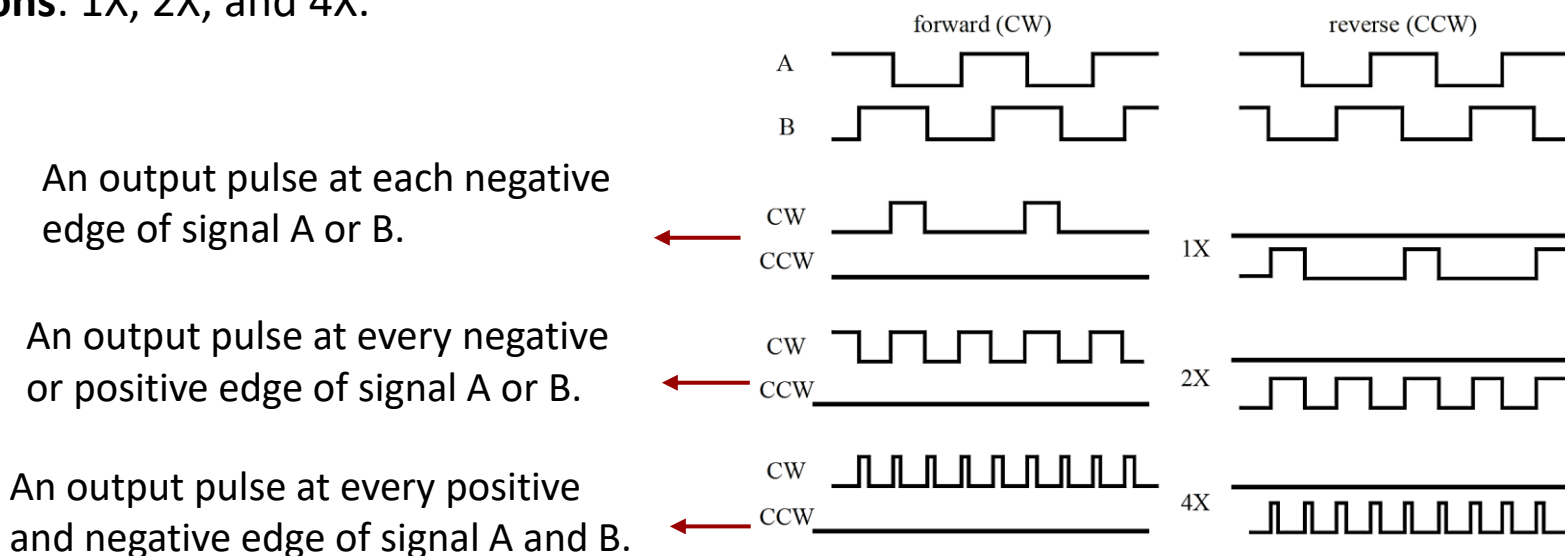 ons: 1X, 2X, and 4X.
forward (CW)
reverse (CCW)
A
B
An output pulse at each negative
edge of signal A or B.
CW
CCW
1X
An output pulse at every negative
or positive edge of signal A or B.
CW
CCW
2X
An output pulse at every positive
and negative edge of signal A and B.
CW
CCW
4X